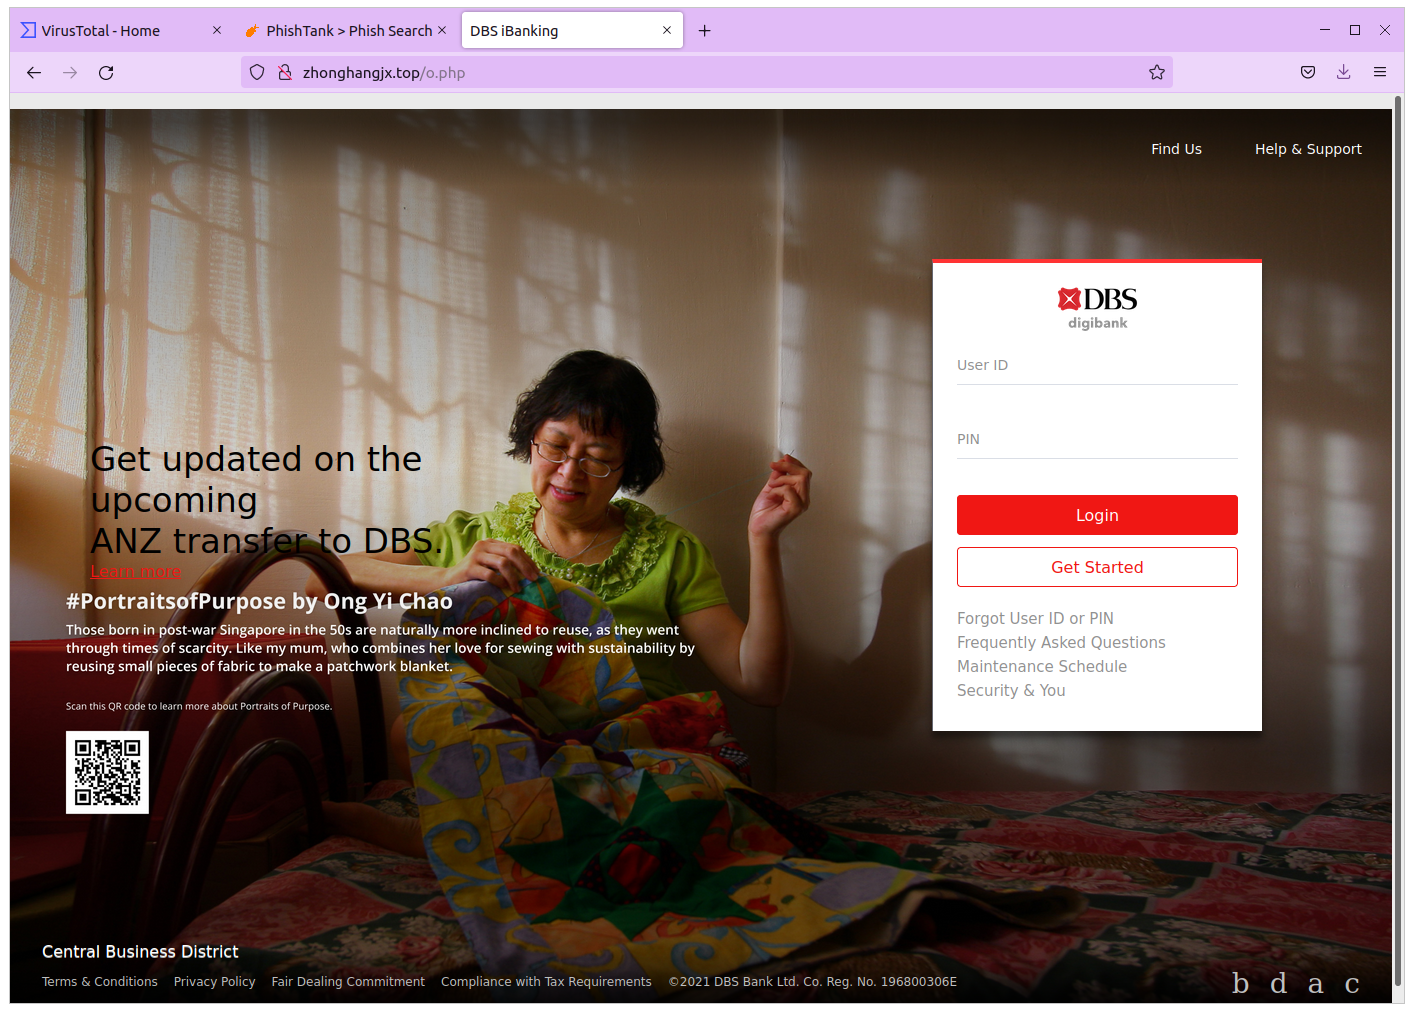 VirusTotal - Home
PhishTank > Phish Search
DBS iBanking
zhonghangjx.top/o.php
Find Us
Help & Support
DBS
digibank
User ID
PIN
Login
Get Started
Forgot User ID or PIN
Frequently Asked Questions
Maintenance Schedule
Security & You
Get updated on the
upcoming
ANZ transfer to DBS.
Learn more
#PortraitsofPurpose by Ong Yi Chao
Those born in post-war Singapore in the 50s are naturally more inclined to reuse, as they went
through times of scarcity. Like my mum, who combines her love for sewing with sustainability by
reusing small pieces of fabric to make a patchwork blanket.
Scan this QR code to learn more about Portraits of Purpose.
Central Business District
Terms & Conditions Privacy Policy Fair Dealing Commitment Compliance with Tax Requirements ©2021 DBS Bank Ltd. Co. Reg. No. 196800306E
b d a c